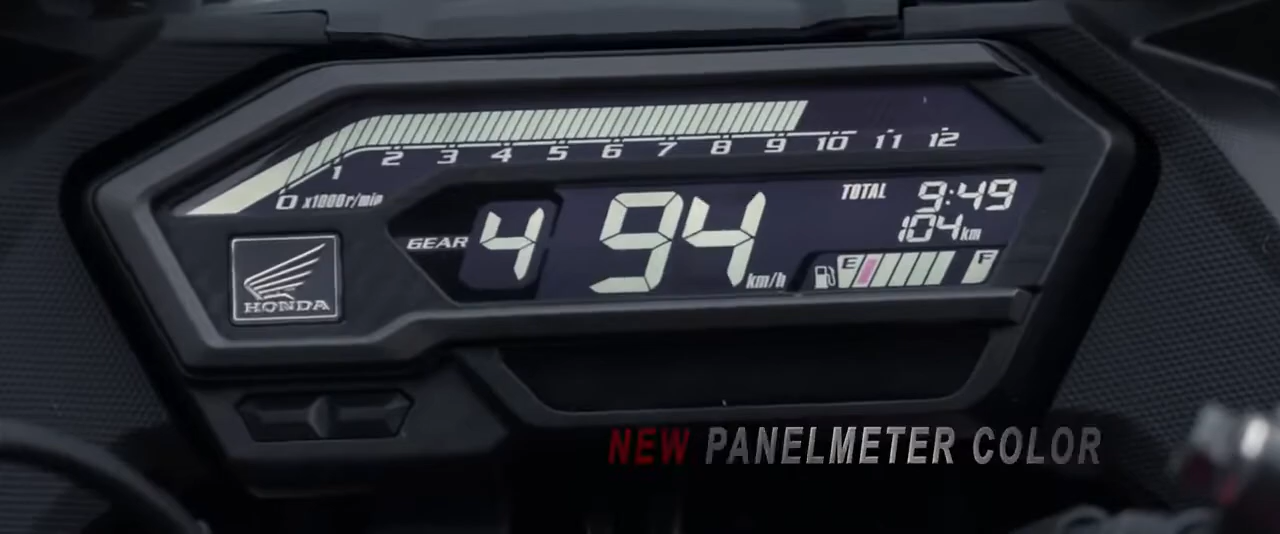 1 2 3 4 5 6 7 8 9 10 11 12
0 x1000r/min
TOTAL 9:49
104km
GEAR 4 94 km/h
E F
HONDA
NEW PANELMETER COLOR